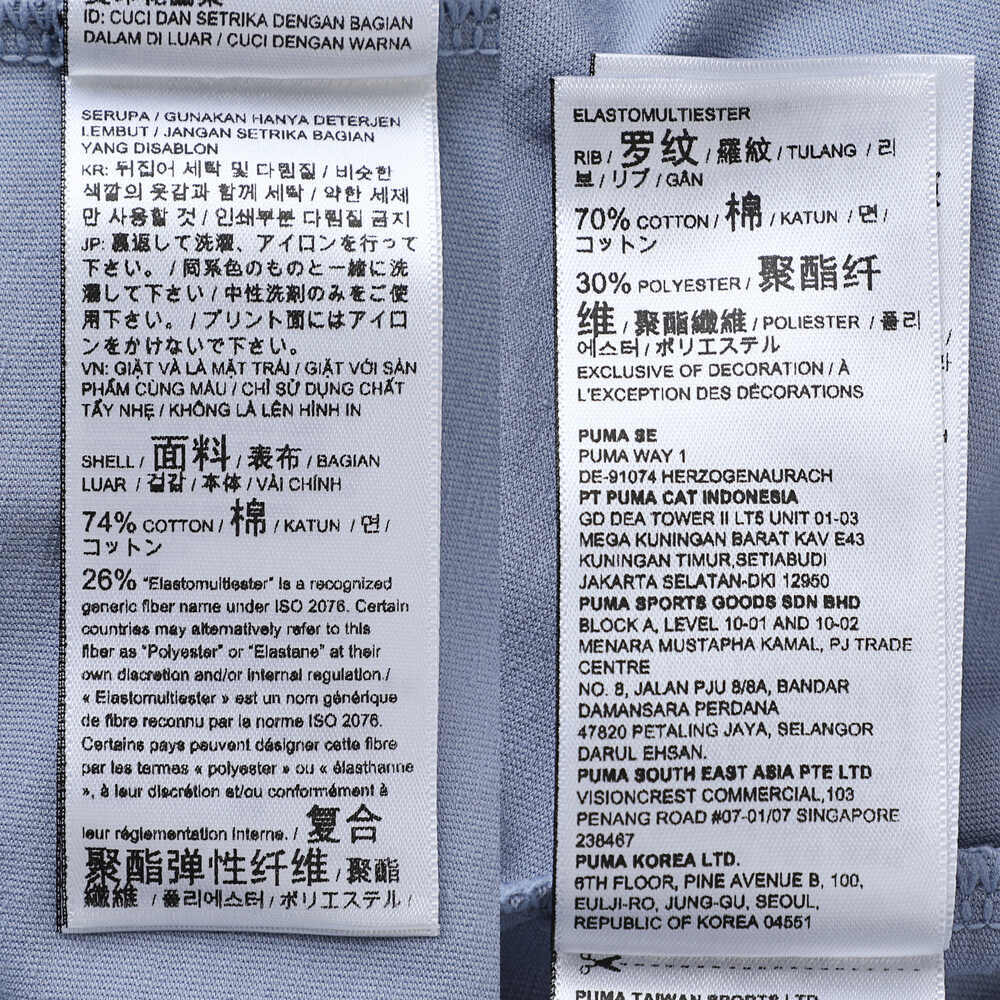 ID: CUCI DAN SETRIKA DENGAN BAGIAN
DALAM DI LUAR / CUCI DENGAN WARNA
SERUPA / GUNAKAN HANYA DETERJEN
LEMBUT / JANGAN SETRIKA BAGIAN
YANG DISABLON
KR: 뒤집어 세탁 및 다림질 / 비슷한
색깔의 옷감과 함께 세탁 / 약한 세제
만 사용할 것 / 인쇄부분 다림질 금지
JP: 裏返して洗濯、アイロンを行って
下さい。 / 同系色のものと一緒に洗
濯して下さい / 中性洗剤のみをご使
用下さい。 / プリント面にはアイロ
ンをかけないで下さい。
VN: GIẶT VÀ LÀ MẶT TRÁI / GIẶT VỚI SẢN
PHẨM CÙNG MÀU / CHỈ SỬ DỤNG CHẤT
TẨY NHẸ / KHÔNG LÀ LÊN HÌNH IN
SHELL / 面料 / 表布 / BAGIAN
LUAR / 겉감 / 本体 / VẢI CHÍNH
74% COTTON / 棉 / KATUN / 면 /
コットン
26% "Elastomultiester" is a recognized
generic fiber name under ISO 2076. Certain
countries may alternatively refer to this
fiber as "Polyester" or "Elastane" at their
own discretion and/or internal regulation /
« Elastomultiester » est un nom générique
de fibre reconnu par la norme ISO 2076.
Certains pays peuvent désigner cette fibre
par les termes « polyester » ou « élasthanne
», à leur discrétion et/ou conformément à
leur réglementation interne. / 复合
聚酯弹性纤维 / 聚酯
纖維 / 폴리에스터 / ポリエステル /
ELASTOMULTIESTER
RIB / 罗纹 / 羅紋 / TULANG / 리
브 / リブ / GÂN
70% COTTON / 棉 / KATUN / 면 /
コットン
30% POLYESTER / 聚酯纤
维 / 聚酯纖維 / POLIESTER / 폴리
에스터 / ポリエステル
EXCLUSIVE OF DECORATION / À
L'EXCEPTION DES DÉCORATIONS
PUMA SE
PUMA WAY 1
DE-91074 HERZOGENAURACH
PT PUMA CAT INDONESIA
GD DEA TOWER II LT5 UNIT 01-03
MEGA KUNINGAN BARAT KAV E43
KUNINGAN TIMUR,SETIABUDI
JAKARTA SELATAN-DKI 12950
PUMA SPORTS GOODS SDN BHD
BLOCK A, LEVEL 10-01 AND 10-02
MENARA MUSTAPHA KAMAL, PJ TRADE
CENTRE
NO. 8, JALAN PJU 8/8A, BANDAR
DAMANSARA PERDANA
47820 PETALING JAYA, SELANGOR
DARUL EHSAN.
PUMA SOUTH EAST ASIA PTE LTD
VISIONCREST COMMERCIAL,103
PENANG ROAD #07-01/07 SINGAPORE
238467
PUMA KOREA LTD.
6TH FLOOR, PINE AVENUE B, 100,
EULJI-RO, JUNG-GU, SEOUL,
REPUBLIC OF KOREA 04551
PUMA TAIWAN SPORTS LTD